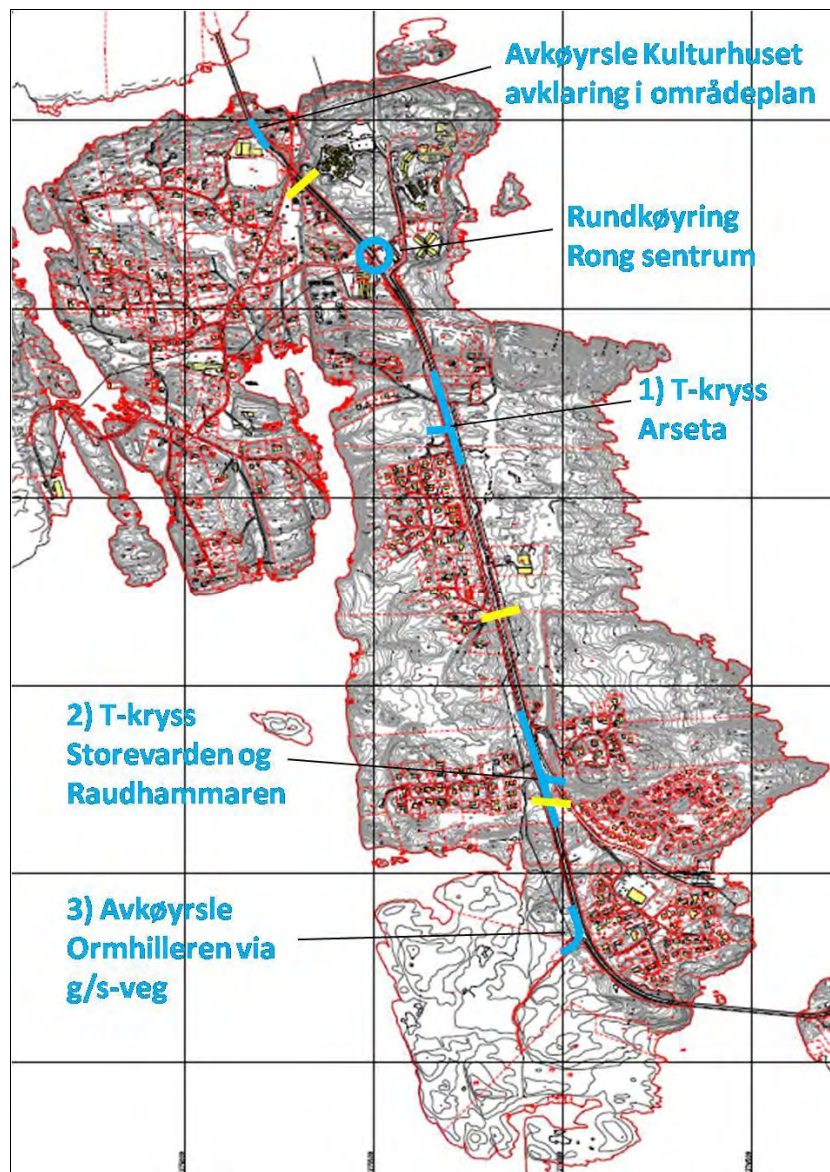 Avkøyrsle Kulturhuset
avklaring i områdeplan
Rundkøyring
Rong sentrum
1) T-kryss
Arseta
2) T-kryss
Storevarden og
Raudhammaren
3) Avkøyrsle
Ormhilleren via
g/s-veg